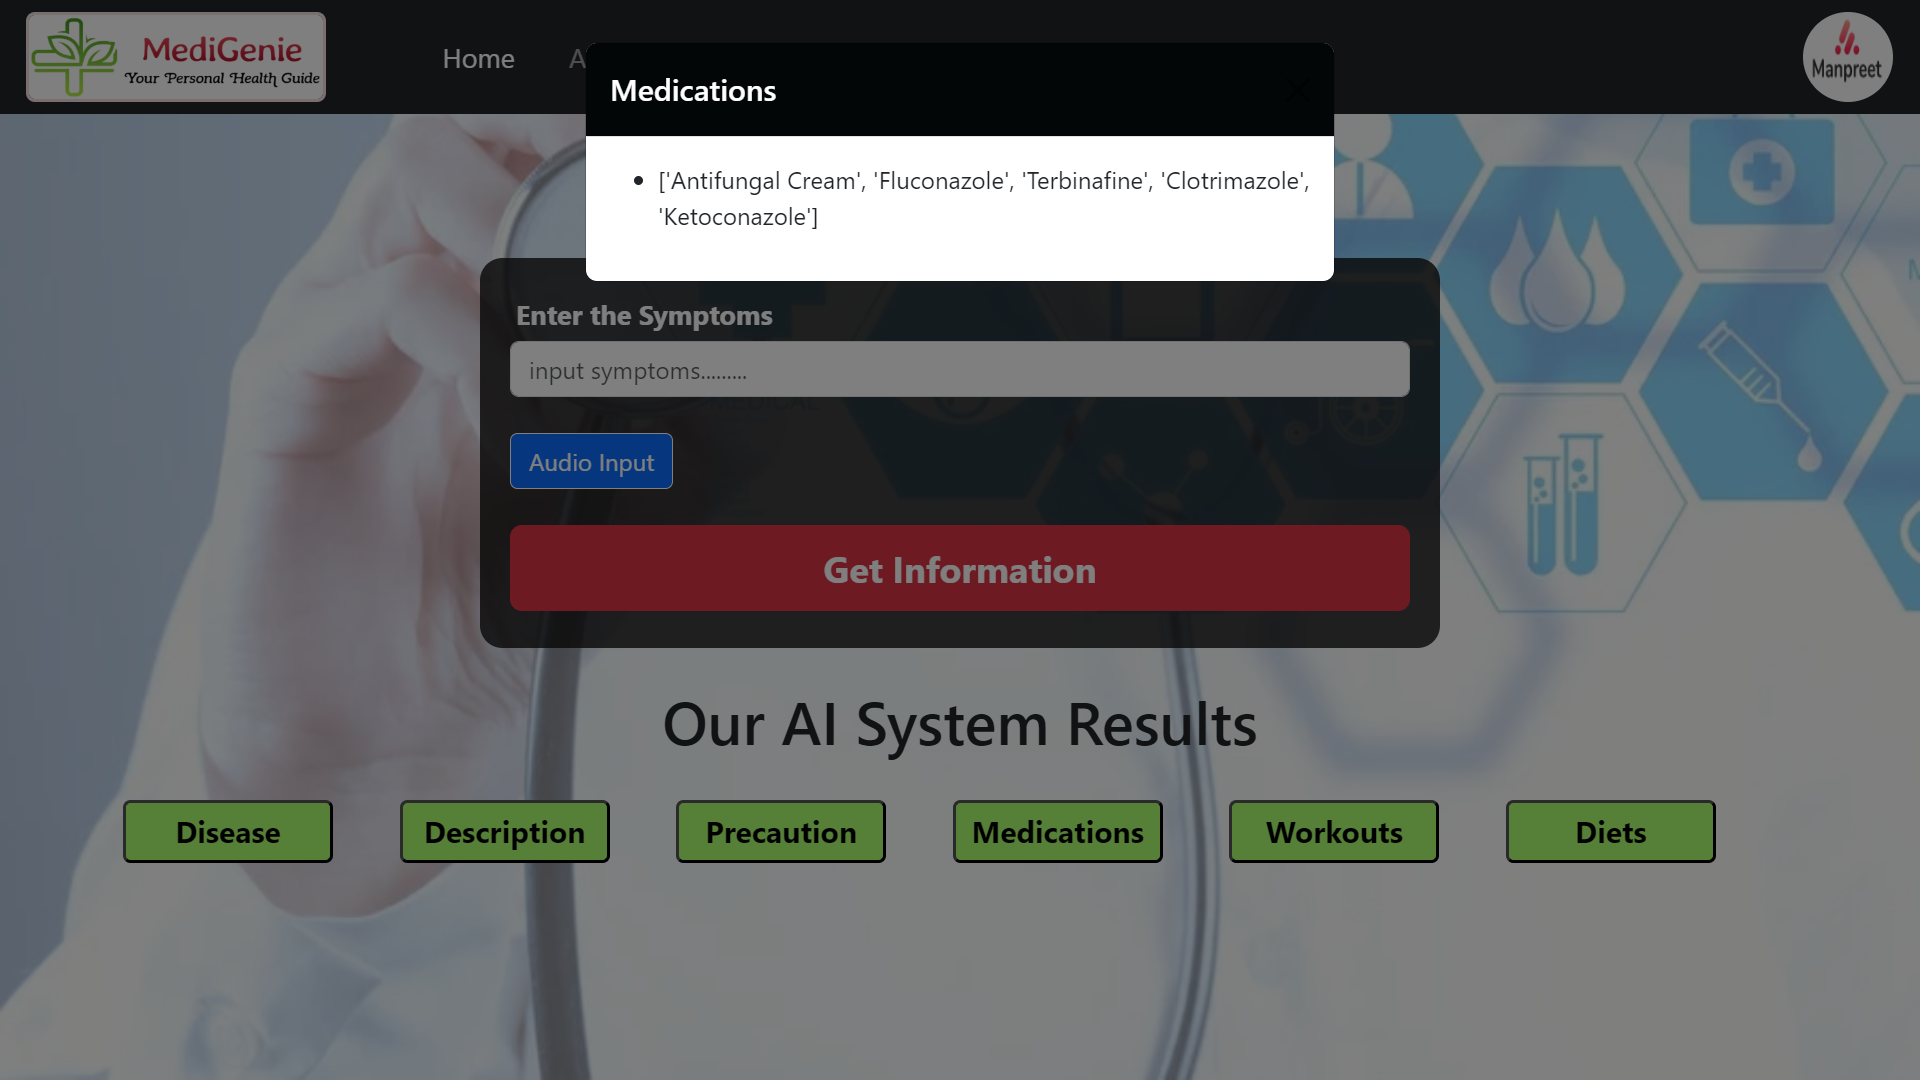 MediGenie
Your Personal Health Guide
Home
A
Manpreet
Medications
['Antifungal Cream', 'Fluconazole', 'Terbinafine', 'Clotrimazole',
'Ketoconazole']
Enter the Symptoms
input symptoms.........
MEDICAL
Audio Input
Get Information
Our AI System Results
Disease
Description
Precaution
Medications
Workouts
Diets